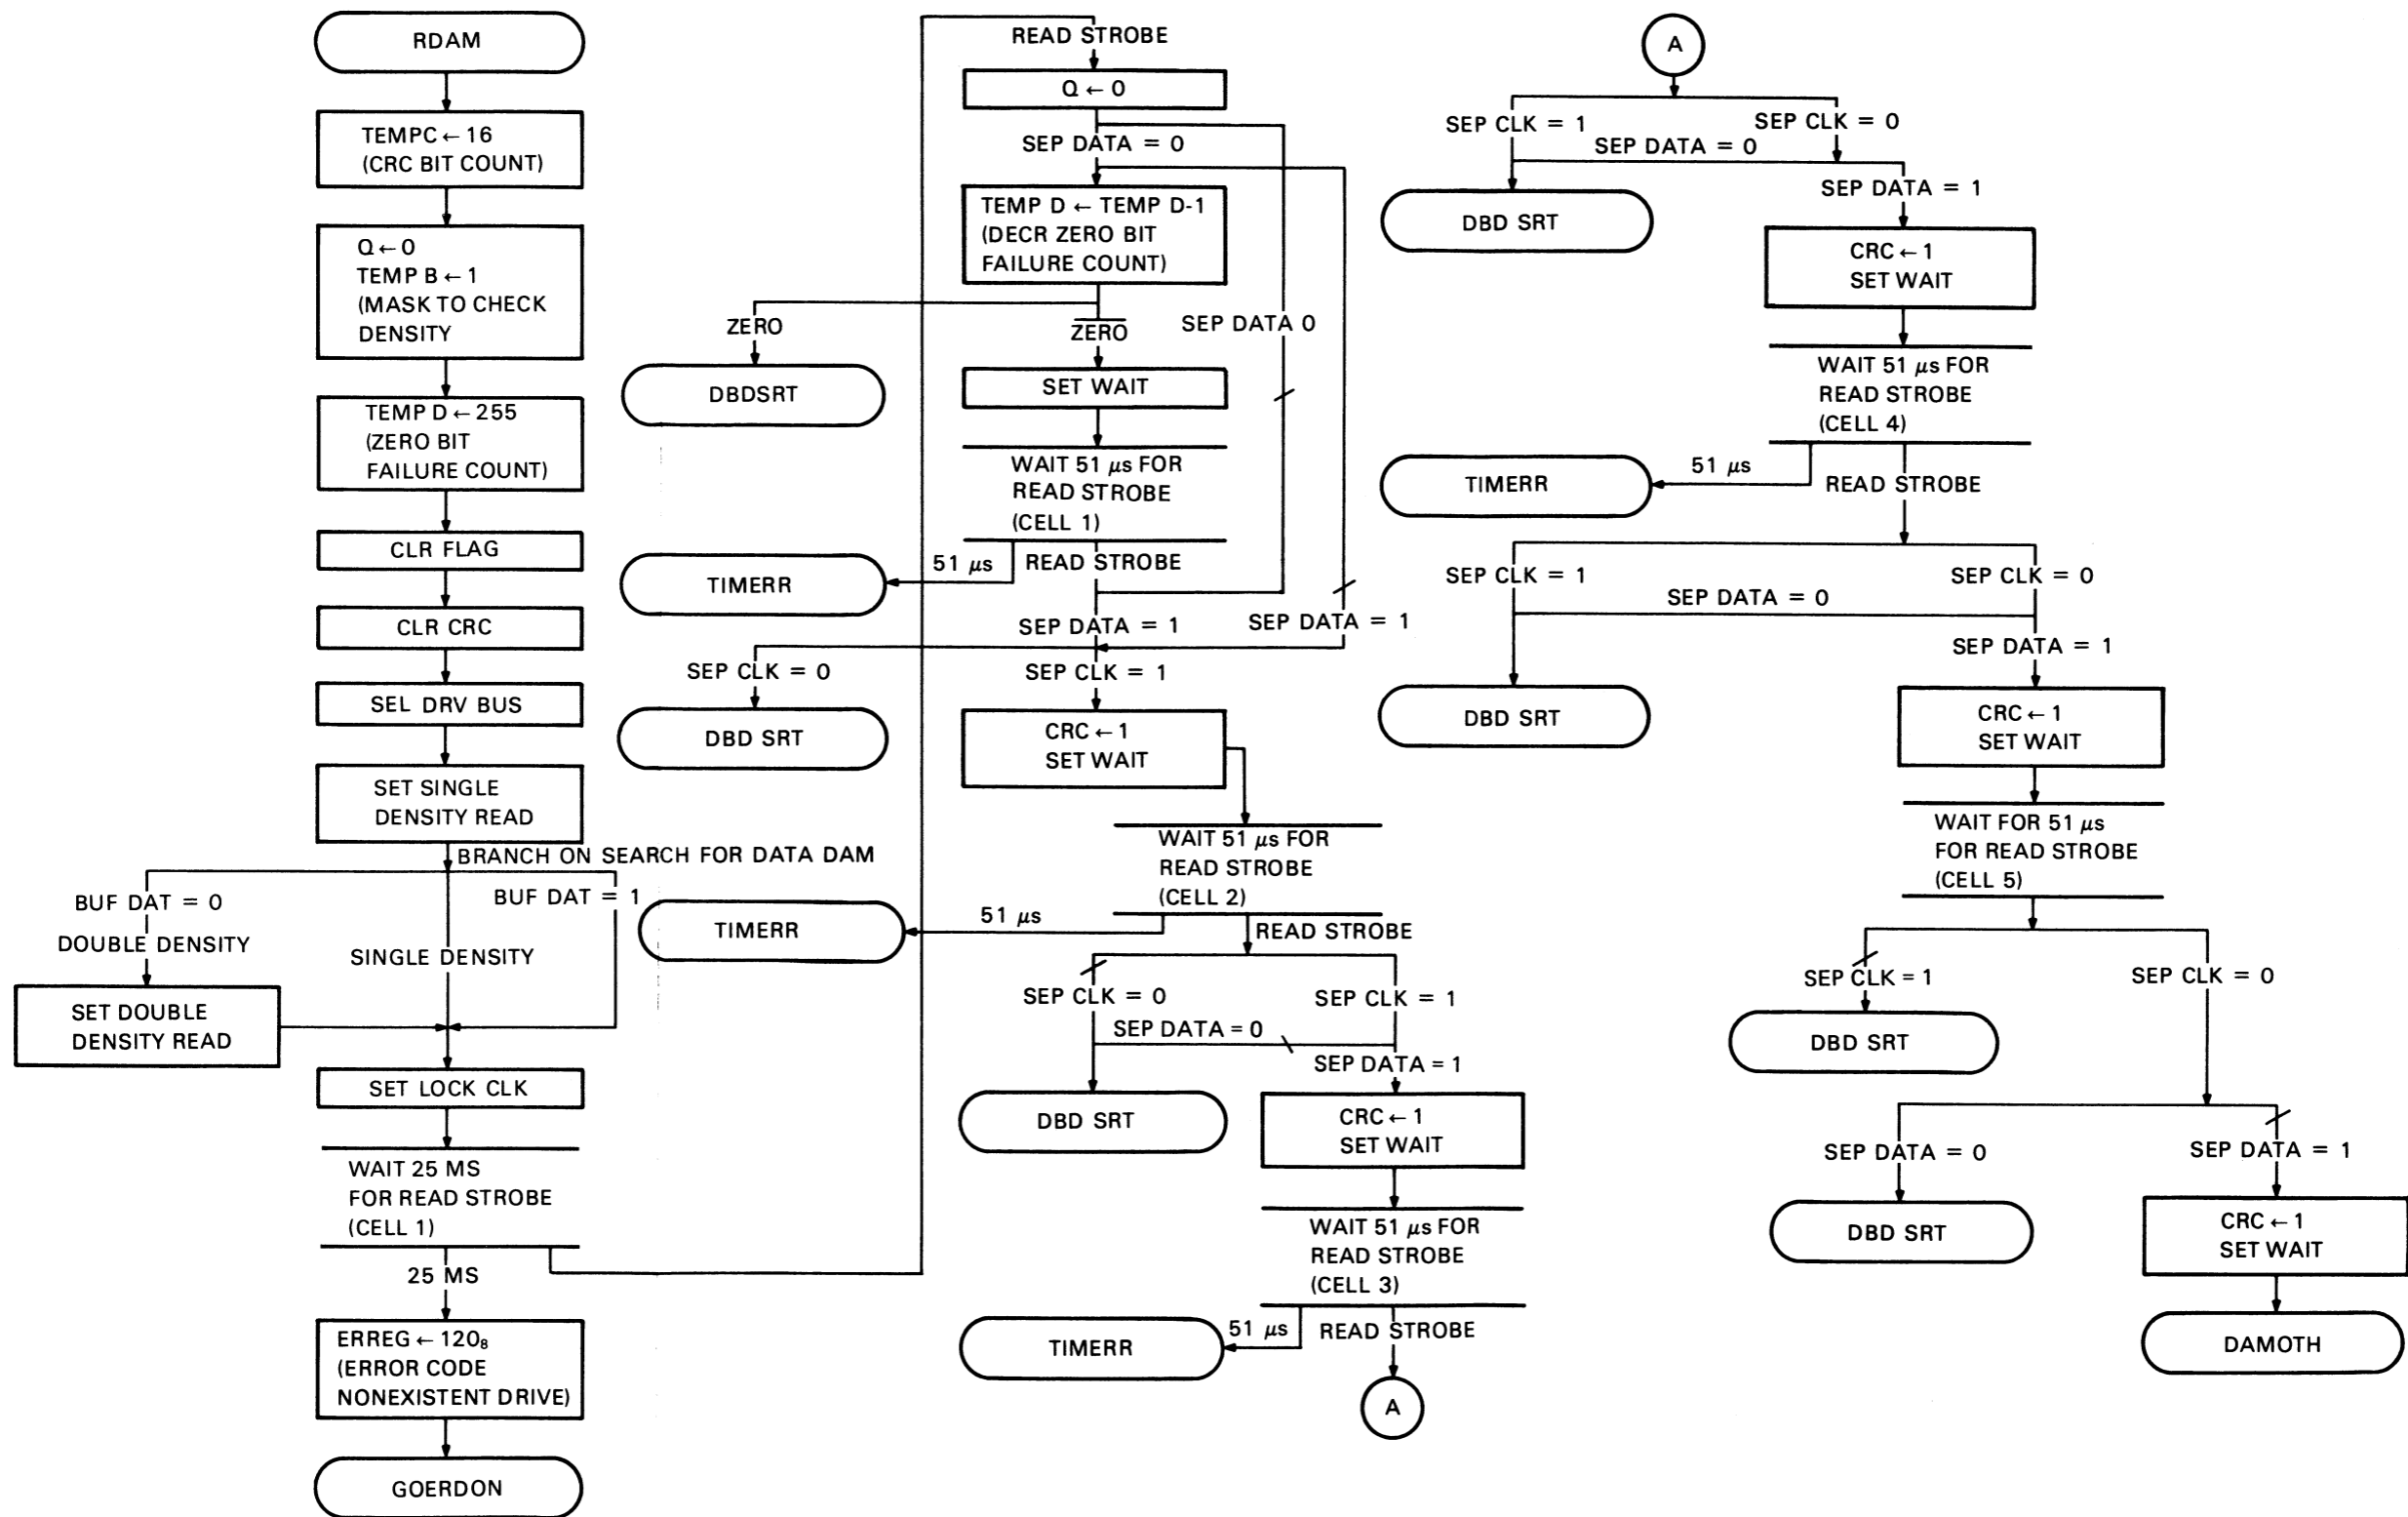 RDAM
TEMPC ← 16
(CRC BIT COUNT)
Q ← 0
TEMP B ← 1
(MASK TO CHECK
DENSITY
TEMP D ← 255
(ZERO BIT
FAILURE COUNT)
CLR FLAG
CLR CRC
SEL DRV BUS
SET SINGLE
DENSITY READ
BRANCH ON SEARCH FOR DATA DAM
BUF DAT = 0
BUF DAT = 1
DOUBLE DENSITY
SINGLE DENSITY
SET DOUBLE
DENSITY READ
SET LOCK CLK
WAIT 25 MS
FOR READ STROBE
(CELL 1)
25 MS
ERREG ← 120₈
(ERROR CODE
NONEXISTENT DRIVE)
GOERDON
READ STROBE
Q ← 0
SEP DATA = 0
TEMP D ← TEMP D-1
(DECR ZERO BIT
FAILURE COUNT)
ZERO
Z̅E̅R̅O̅
SEP DATA 0
DBDSRT
SET WAIT
WAIT 51 μs FOR
READ STROBE
(CELL 1)
51 μs
READ STROBE
TIMERR
SEP DATA = 1
SEP DATA = 1
SEP CLK = 0
SEP CLK = 1
DBD SRT
CRC ← 1
SET WAIT
WAIT 51 μs FOR
READ STROBE
(CELL 2)
51 μs
READ STROBE
TIMERR
SEP CLK = 0
SEP CLK = 1
SEP DATA = 0
SEP DATA = 1
DBD SRT
CRC ← 1
SET WAIT
WAIT 51 μs FOR
READ STROBE
(CELL 3)
51 μs
READ STROBE
TIMERR
A
A
SEP CLK = 1
SEP CLK = 0
SEP DATA = 0
SEP DATA = 1
DBD SRT
CRC ← 1
SET WAIT
WAIT 51 μs FOR
READ STROBE
(CELL 4)
51 μs
READ STROBE
TIMERR
SEP CLK = 1
SEP CLK = 0
SEP DATA = 0
SEP DATA = 1
DBD SRT
CRC ← 1
SET WAIT
WAIT FOR 51 μs
FOR READ STROBE
(CELL 5)
SEP CLK = 1
SEP CLK = 0
DBD SRT
SEP DATA = 0
SEP DATA = 1
DBD SRT
CRC ← 1
SET WAIT
DAMOTH